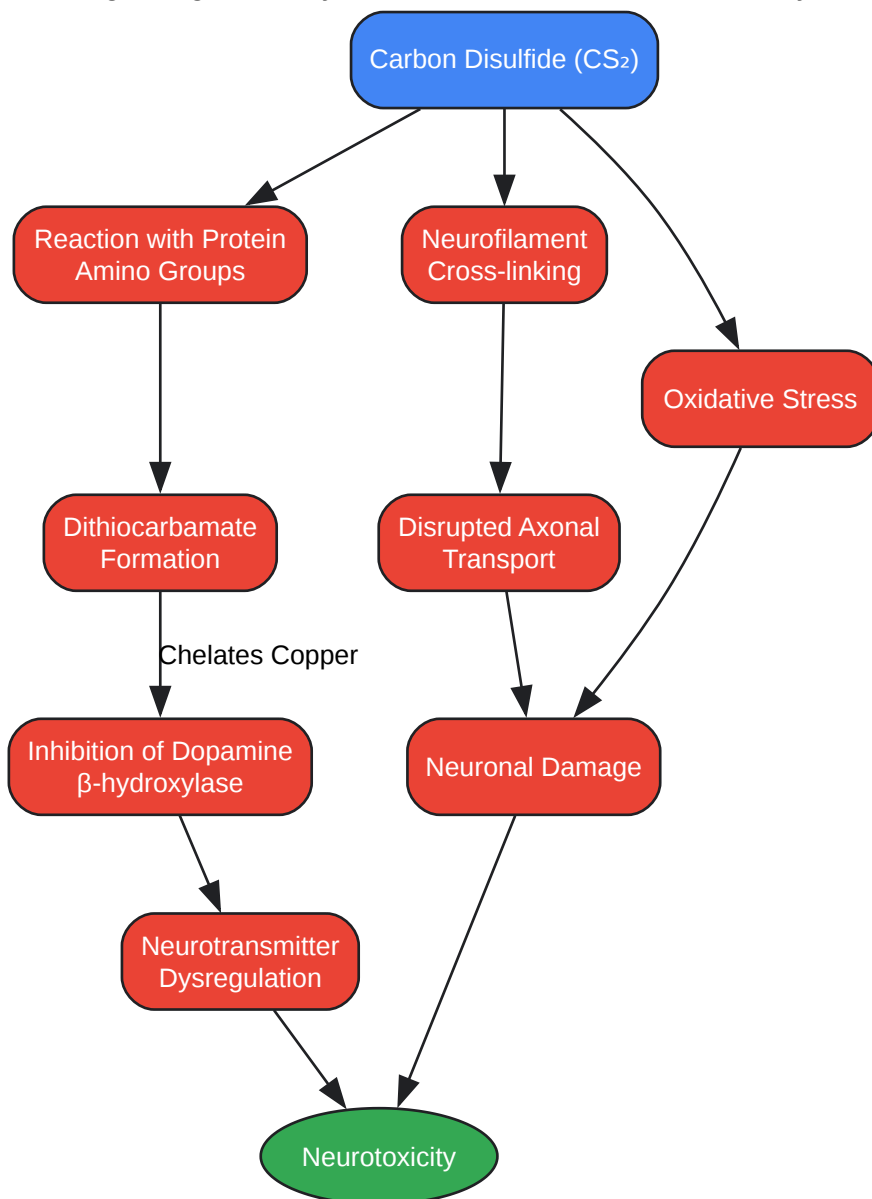 Carbon Disulfide (CS₂)
Reaction with Protein
Amino Groups
Neurofilament
Cross-linking
Oxidative Stress
Dithiocarbamate
Formation
Disrupted Axonal
Transport
Chelates Copper
Inhibition of Dopamine
β-hydroxylase
Neuronal Damage
Neurotransmitter
Dysregulation
Neurotoxicity